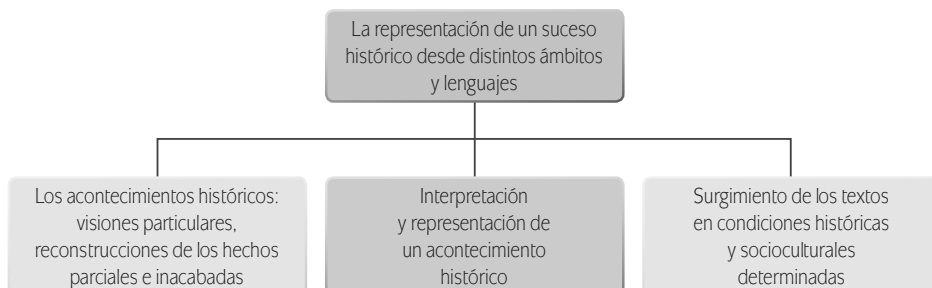 La representación de un suceso
histórico desde distintos ámbitos
y lenguajes
Los acontecimientos históricos:
visiones particulares,
reconstrucciones de los hechos
parciales e inacabadas
Interpretación
y representación de
un acontecimiento
histórico
Surgimiento de los textos
en condiciones históricas
y socioculturales
determinadas